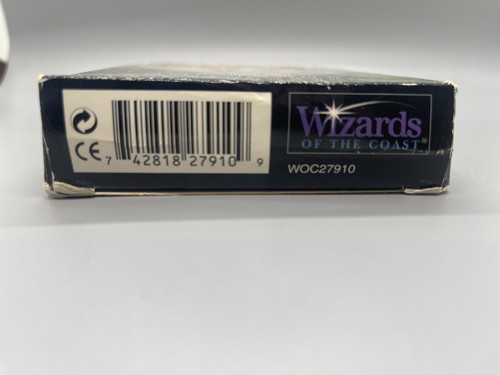 CE
7 42818 27910 9
Wizards
OF THE COAST®
WOC27910